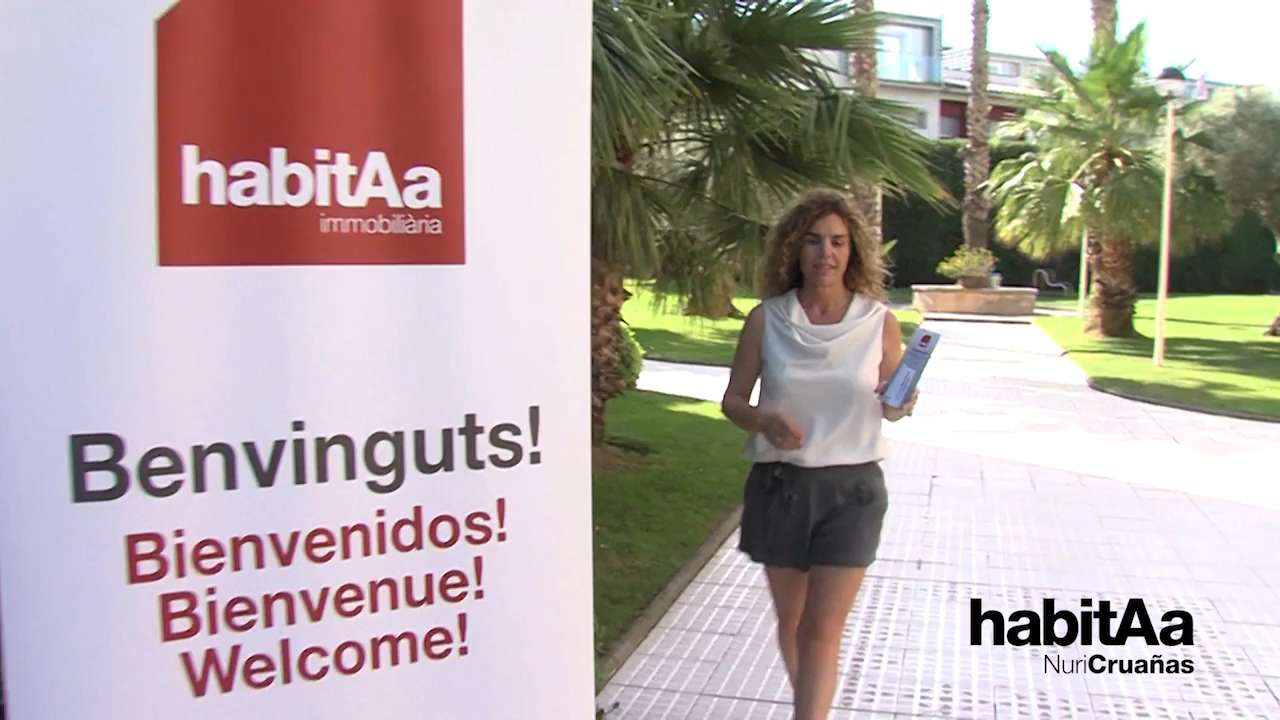 habitAa
immobiliària
Benvinguts!
Bienvenidos!
Bienvenue!
Welcome!
habitAa
NuriCruañas